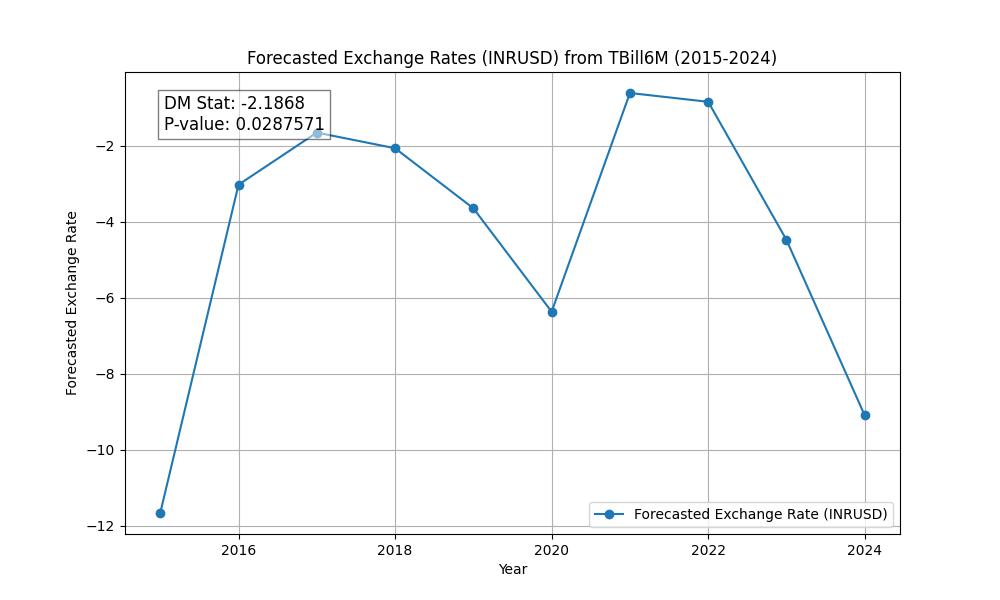 Forecasted Exchange Rates (INRUSD) from TBill6M (2015-2024)
DM Stat: -2.1868
P-value: 0.0287571
Forecasted Exchange Rate
−2
−4
−6
−8
−10
−12
Forecasted Exchange Rate (INRUSD)
2016 2018 2020 2022 2024
Year